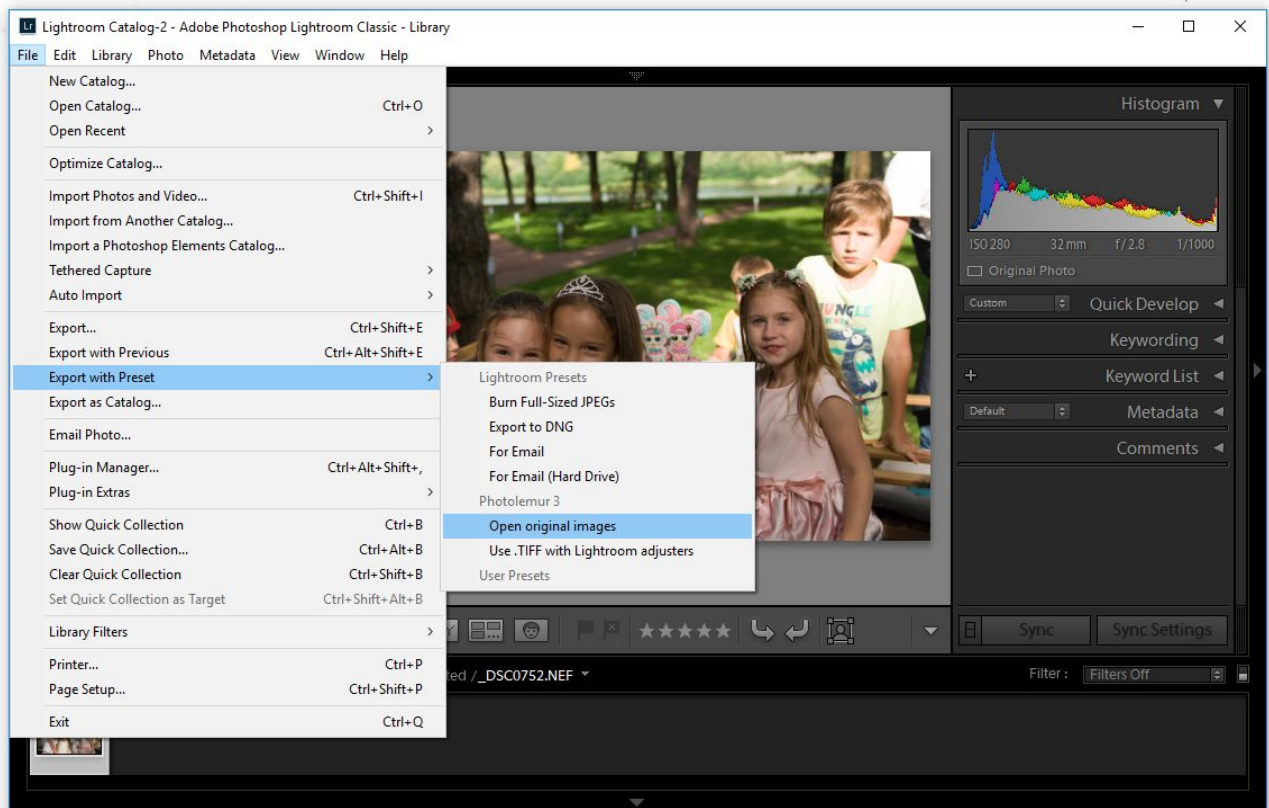 Lr Lightroom Catalog-2 - Adobe Photoshop Lightroom Classic - Library
File Edit Library Photo Metadata View Window Help
New Catalog...
Open Catalog... Ctrl+O
Open Recent
Optimize Catalog...
Import Photos and Video... Ctrl+Shift+I
Import from Another Catalog...
Import a Photoshop Elements Catalog...
Tethered Capture
Auto Import
Export... Ctrl+Shift+E
Export with Previous Ctrl+Alt+Shift+E
Export with Preset
Export as Catalog...
Email Photo...
Plug-in Manager... Ctrl+Alt+Shift+,
Plug-in Extras
Show Quick Collection Ctrl+B
Save Quick Collection... Ctrl+Alt+B
Clear Quick Collection Ctrl+Shift+B
Set Quick Collection as Target Ctrl+Shift+Alt+B
Library Filters
Printer... Ctrl+P
Page Setup... Ctrl+Shift+P
Exit Ctrl+Q
Lightroom Presets
Burn Full-Sized JPEGs
Export to DNG
For Email
For Email (Hard Drive)
Photolemur 3
Open original images
Use .TIFF with Lightroom adjusters
User Presets
UNGLE
Histogram
ISO 280 32 mm f/2.8 1/1000
Original Photo
Custom Quick Develop
Keywording
Keyword List
Default Metadata
Comments
Sync Sync Settings
/_DSC0752.NEF
Filter : Filters Off